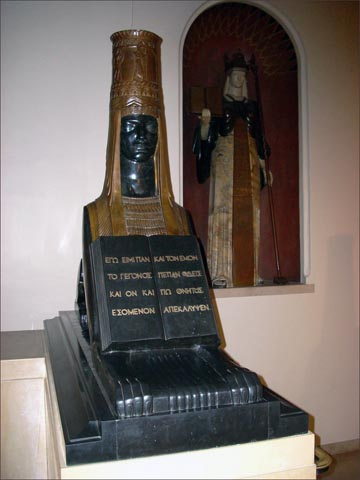 ΕΓΩ ΕΙΜΙ ΠΑΝ
ΤΟ ΓΕΓΟΝΟΣ
ΚΑΙ ΟΝ ΚΑΙ
ΕΣΟΜΕΝΟΝ
ΚΑΙ ΤΟΝ ΕΜΟΝ
ΠΕΠΛΟΝ ΟΥΔΕΙΣ
ΠΩ ΘΝΗΤΟΣ
ΑΠΕΚΑΛΥΨΕΝ